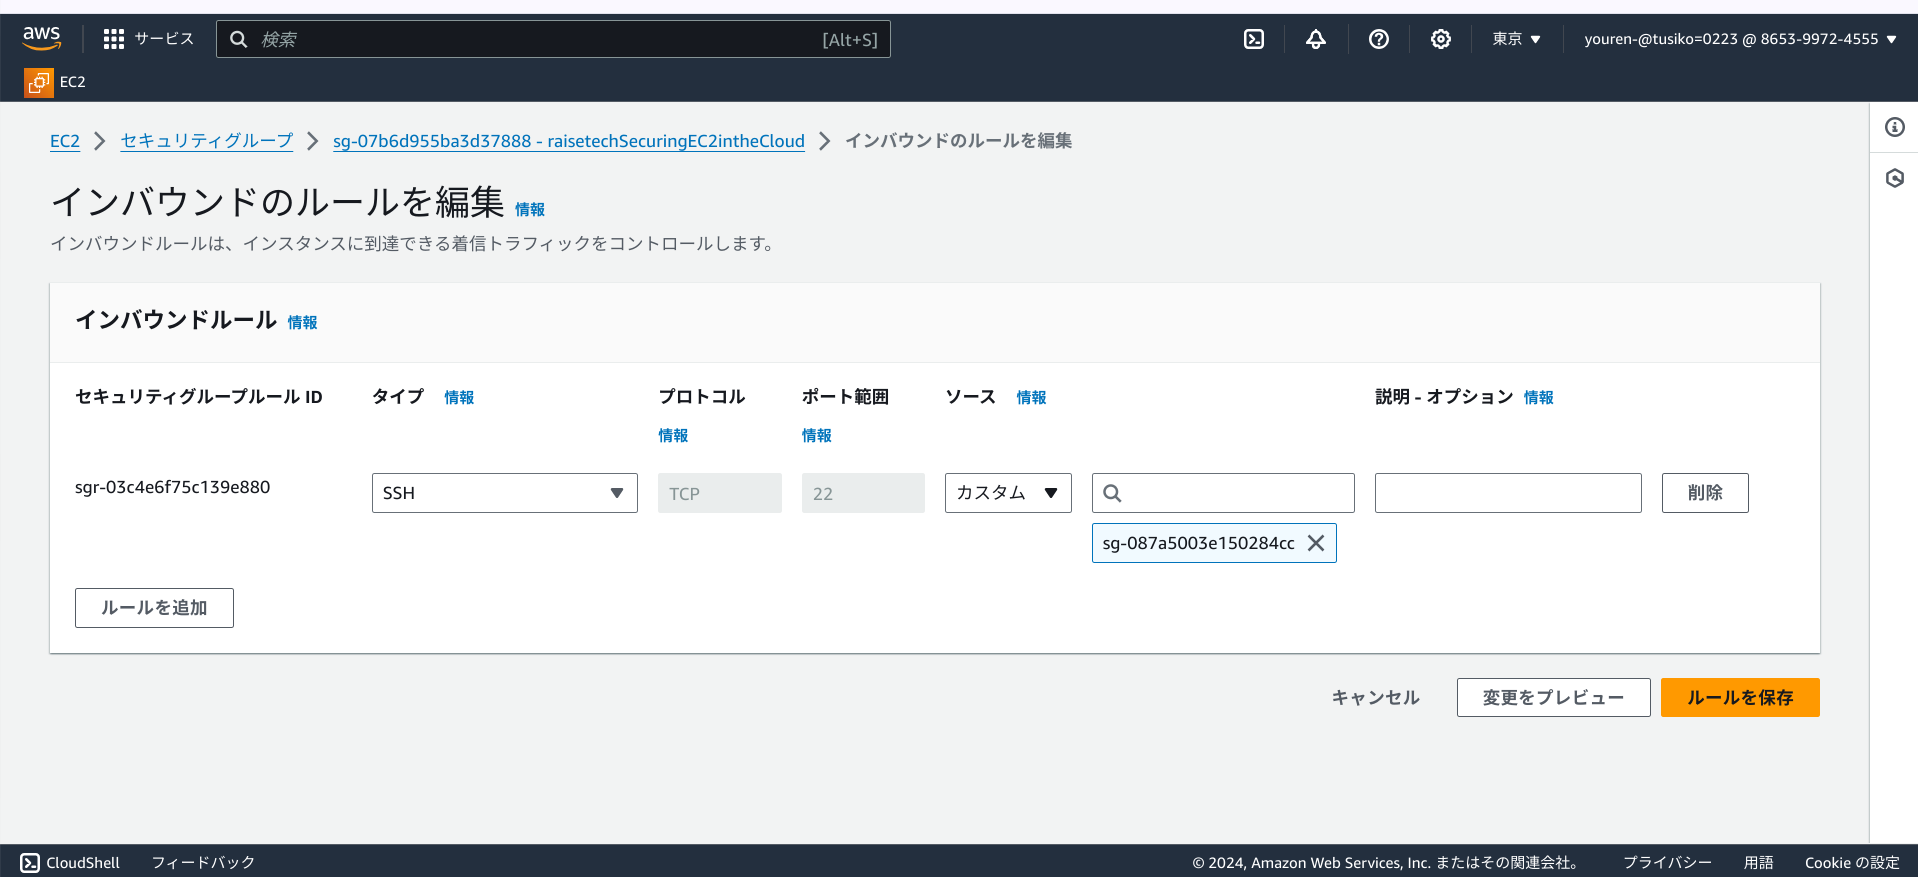 aws
サービス
検索
[Alt+S]
東京
youren-@tusiko=0223 @ 8653-9972-4555
EC2
EC2
セキュリティグループ
sg-07b6d955ba3d37888 - raisetechSecuringEC2intheCloud
インバウンドのルールを編集
インバウンドのルールを編集 情報
インバウンドルールは、インスタンスに到達できる着信トラフィックをコントロールします。
インバウンドルール 情報
セキュリティグループルール ID
タイプ 情報
プロトコル
情報
ポート範囲
情報
ソース 情報
説明 - オプション 情報
sgr-03c4e6f75c139e880
SSH
TCP
22
カスタム
sg-087a5003e150284cc
削除
ルールを追加
キャンセル
変更をプレビュー
ルールを保存
CloudShell
フィードバック
© 2024, Amazon Web Services, Inc. またはその関連会社。
プライバシー
用語
Cookie の設定